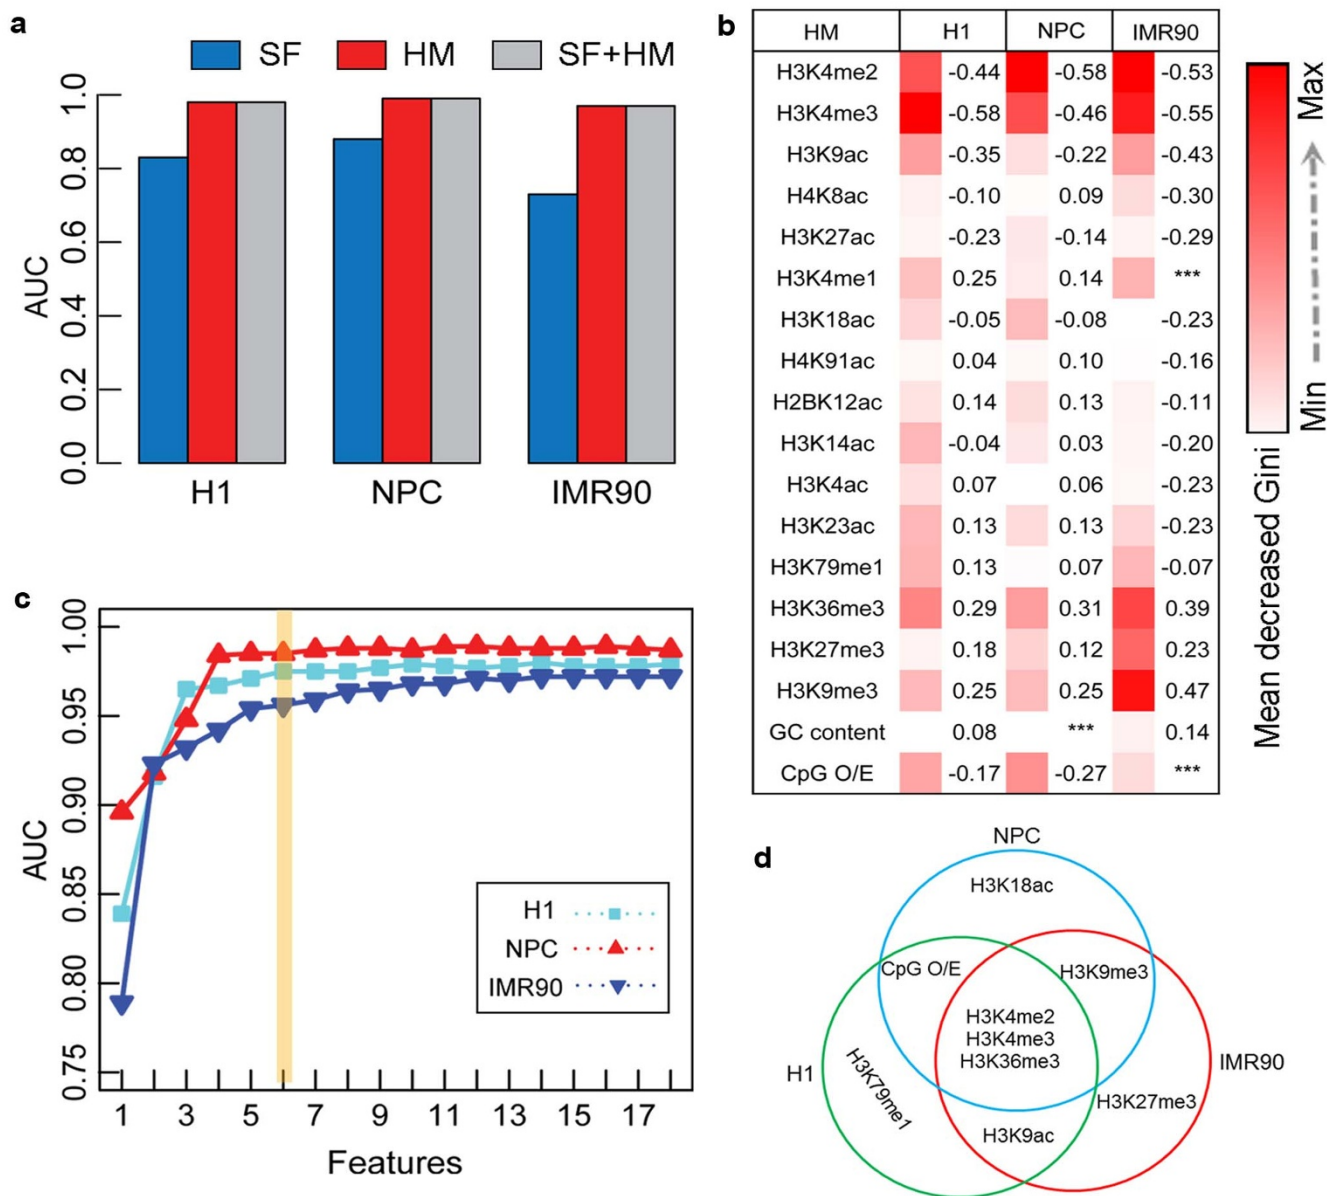 a
SF HM SF+HM
AUC
1.0
0.8
0.6
0.4
0.2
0.0
H1 NPC IMR90
b
HM H1 NPC IMR90
H3K4me2 -0.44 -0.58 -0.53
H3K4me3 -0.58 -0.46 -0.55
H3K9ac -0.35 -0.22 -0.43
H4K8ac -0.10 0.09 -0.30
H3K27ac -0.23 -0.14 -0.29
H3K4me1 0.25 0.14 ***
H3K18ac -0.05 -0.08 -0.23
H4K91ac 0.04 0.10 -0.16
H2BK12ac 0.14 0.13 -0.11
H3K14ac -0.04 0.03 -0.20
H3K4ac 0.07 0.06 -0.23
H3K23ac 0.13 0.13 -0.23
H3K79me1 0.13 0.07 -0.07
H3K36me3 0.29 0.31 0.39
H3K27me3 0.18 0.12 0.23
H3K9me3 0.25 0.25 0.47
GC content 0.08 *** 0.14
CpG O/E -0.17 -0.27 ***
Max
Min
Mean decreased Gini
c
AUC
1.00
0.95
0.90
0.85
0.80
0.75
H1
NPC
IMR90
1 3 5 7 9 11 13 15 17
Features
d
NPC
H3K18ac
CpG O/E
H3K9me3
H3K4me2
H3K4me3
H3K36me3
H1
IMR90
H3K79me1
H3K27me3
H3K9ac